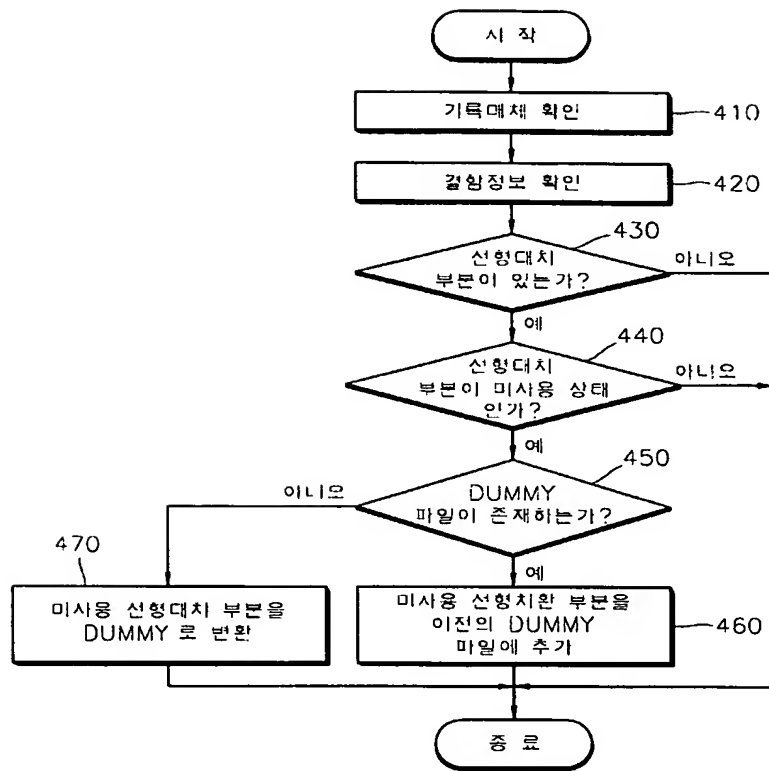 시 작
기록매체 확인
410
결함정보 확인
420
430
선형대치
부분이 있는가?
아니오
예
440
선형대치
부분이 미사용 상태
인가?
아니오
예
450
DUMMY
파일이 존재하는가?
아니오
예
470
미사용 선형대치 부분을
DUMMY 로 변환
미사용 선형치환 부분을
이전의 DUMMY
파일에 추가
460
종 료